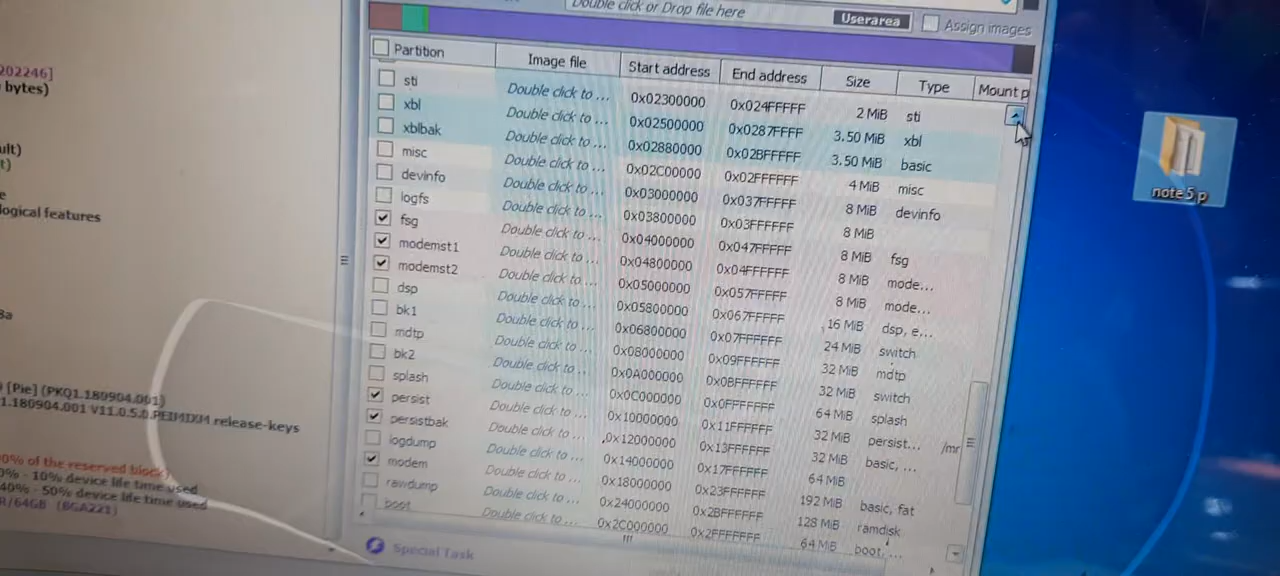 Double click or Drop file here
Userarea
Assign images
Partition Image file Start address End address Size Type Mount p
sti Double click to ... 0x02300000 0x024FFFFF 2 MiB sti
xbl Double click to ... 0x02500000 0x0287FFFF 3.50 MiB xbl
xblbak Double click to ... 0x02880000 0x02BFFFFF 3.50 MiB basic
misc Double click to ... 0x02C00000 0x02FFFFFF 4 MiB misc
devinfo Double click to ... 0x03000000 0x037FFFFF 8 MiB devinfo
logfs Double click to ... 0x03800000 0x03FFFFFF 8 MiB
fsg Double click to ... 0x04000000 0x047FFFFF 8 MiB fsg
modemst1 Double click to ... 0x04800000 0x04FFFFFF 8 MiB mode...
modemst2 Double click to ... 0x05000000 0x057FFFFF 8 MiB mode...
dsp Double click to ... 0x05800000 0x067FFFFF 16 MiB dsp, e...
bk1 Double click to ... 0x06800000 0x07FFFFFF 24 MiB switch
mdtp Double click to ... 0x08000000 0x09FFFFFF 32 MiB mdtp
bk2 Double click to ... 0x0A000000 0x0BFFFFFF 32 MiB switch
splash Double click to ... 0x0C000000 0x0FFFFFFF 64 MiB splash
persist Double click to ... 0x10000000 0x11FFFFFF 32 MiB persist... /mr
persistbak Double click to ... 0x12000000 0x13FFFFFF 32 MiB basic, ...
logdump Double click to ... 0x14000000 0x17FFFFFF 64 MiB
modem Double click to ... 0x18000000 0x23FFFFFF 192 MiB basic, fat
rawdump Double click to ... 0x24000000 0x2BFFFFFF 128 MiB ramdisk
boot Double click to ... 0x2C000000 0x2FFFFFFF 64 MiB boot, ...
Special Task
202246]
bytes)
ult)
t)
e
logical features
8a
[Pie] (PKQ1.180904.001)
1.180904.001 V11.0.5.0.PEIMIXM release-keys
0% of the reserved block)
0% - 10% device life time used
40% - 50% device life time used
R/64GB (BGA221)
note5 p